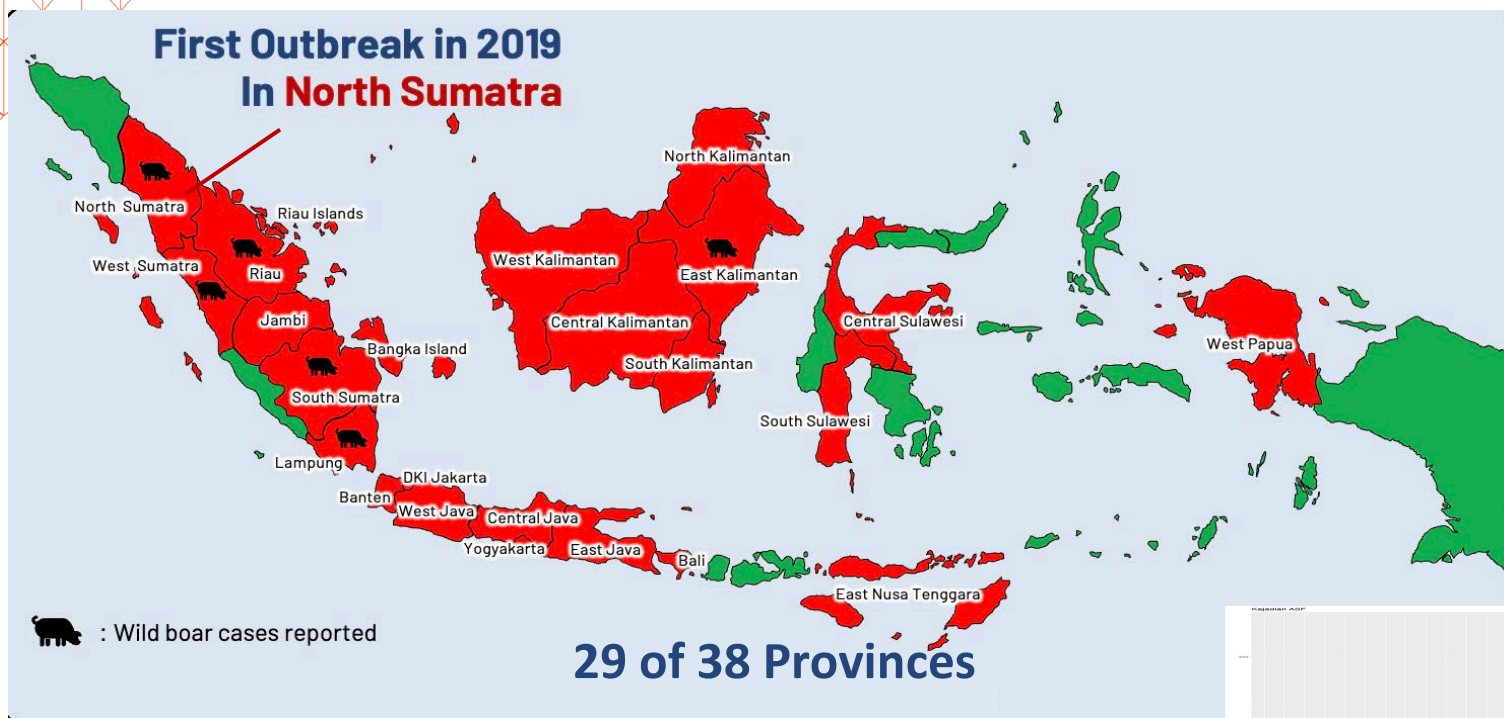 First Outbreak in 2019
In North Sumatra
North Kalimantan
North Sumatra
Riau Islands
West Sumatra
Riau
West Kalimantan
East Kalimantan
Jambi
Central Kalimantan
Central Sulawesi
Bangka Island
South Kalimantan
West Papua
South Sumatra
South Sulawesi
Lampung
DKI Jakarta
Banten
West Java
Central Java
Yogyakarta
East Java
Bali
East Nusa Tenggara
: Wild boar cases reported
29 of 38 Provinces
Kejadian ASF